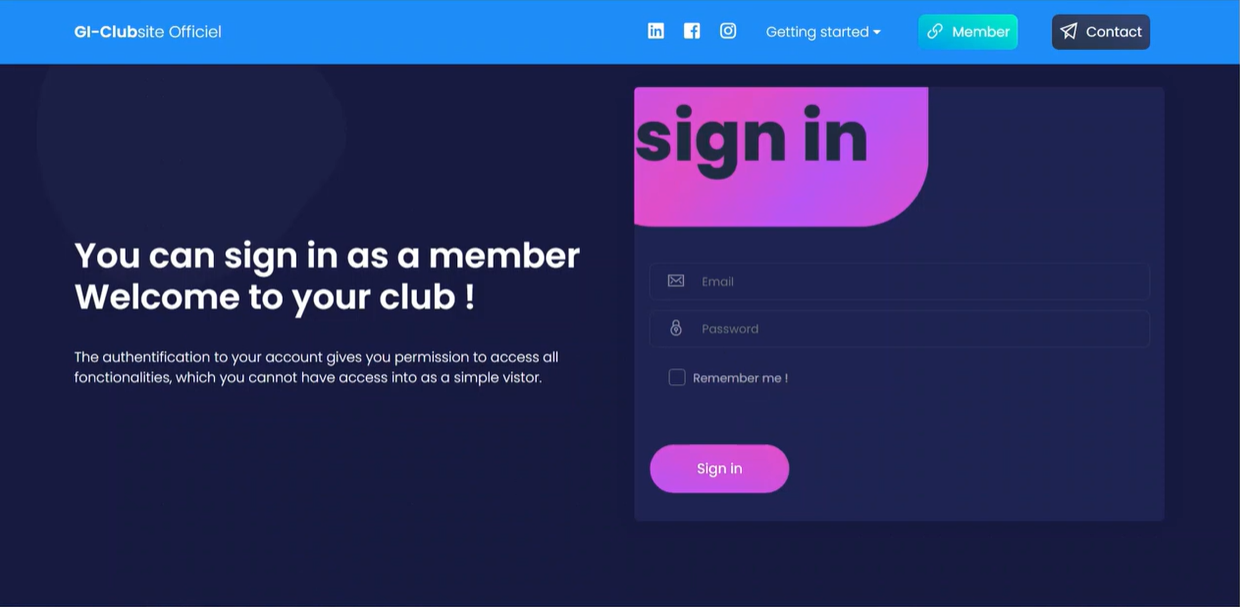 GI-Clubsite Officiel
Getting started
Member
Contact
sign in
You can sign in as a member
Welcome to your club !
The authentification to your account gives you permission to access all
fonctionalities, which you cannot have access into as a simple vistor.
Email
Password
Remember me !
Sign in